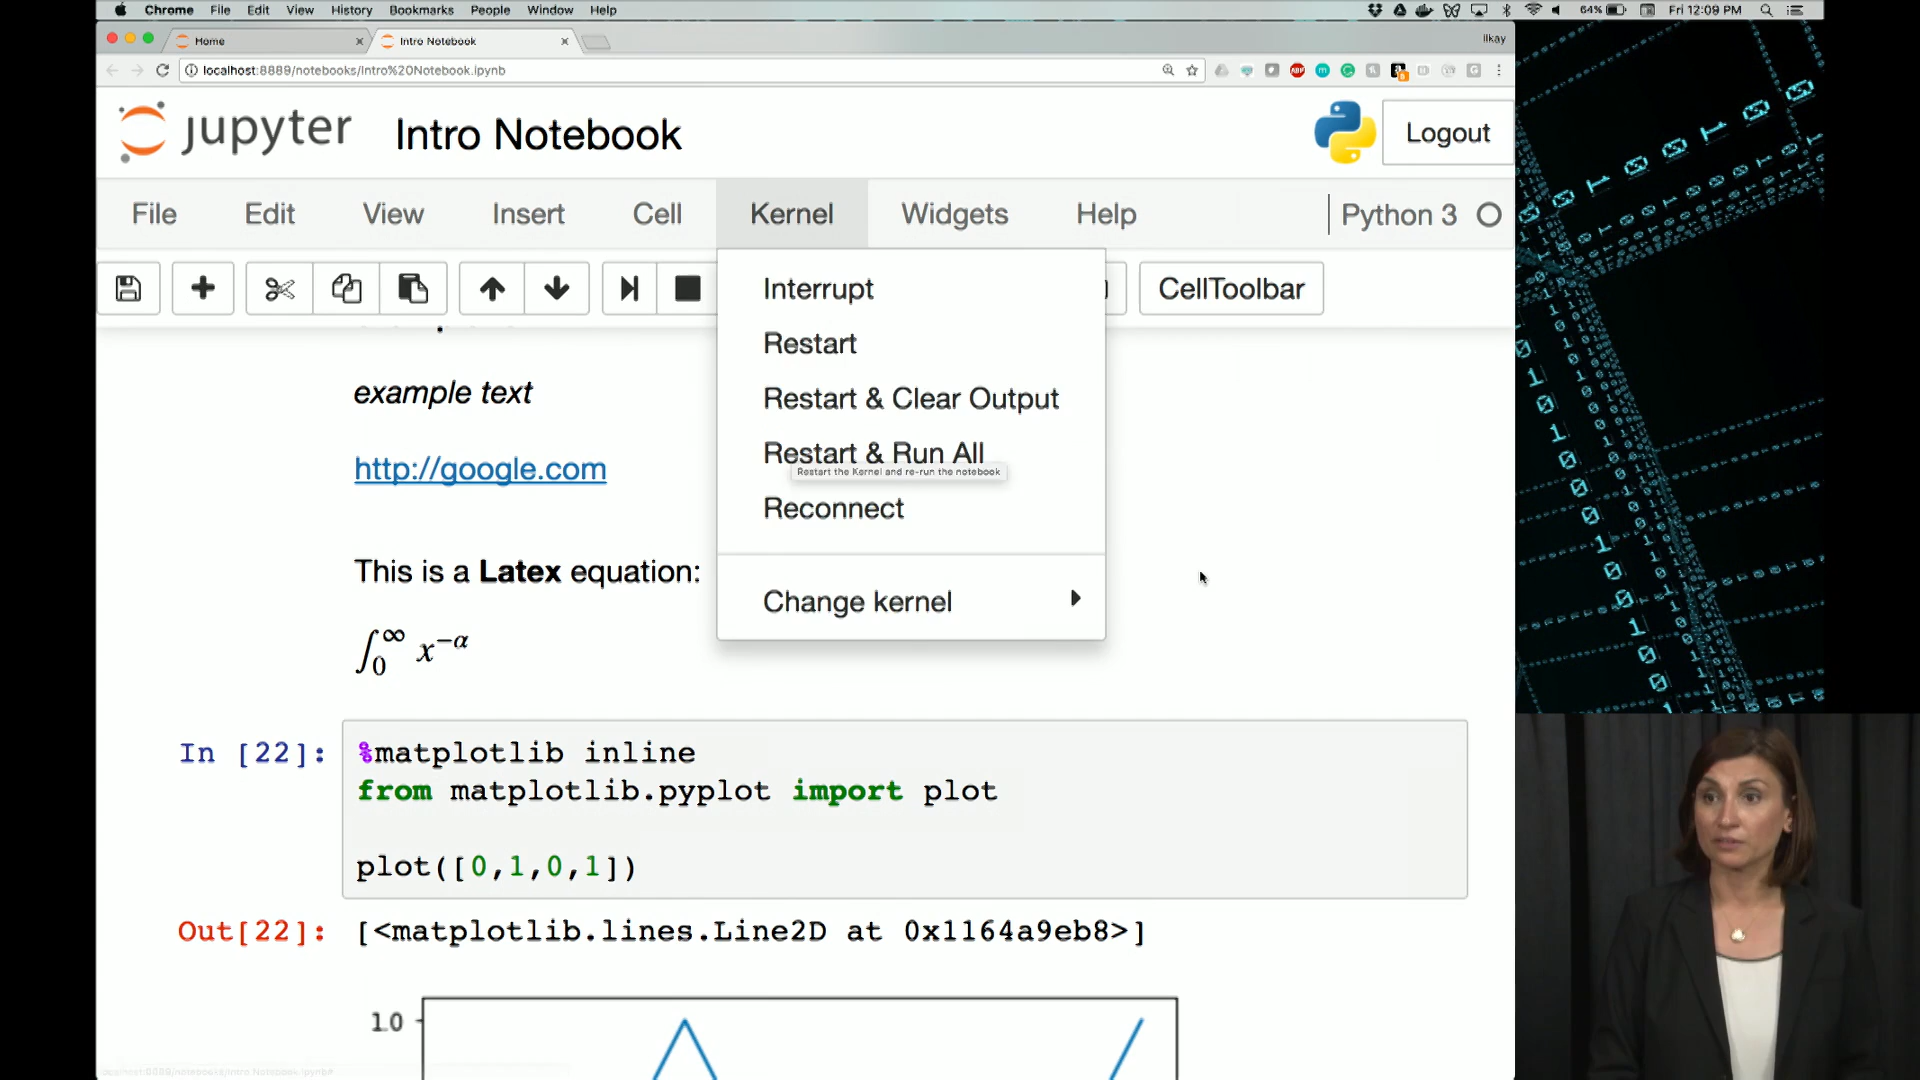 Chrome File Edit View History Bookmarks People Window Help 64% Fri 12:09 PM
Home Intro Notebook Ilkay
localhost:8889/notebooks/Intro%20Notebook.ipynb
jupyter Intro Notebook Logout
File Edit View Insert Cell Kernel Widgets Help Python 3
CellToolbar
Interrupt
Restart
Restart & Clear Output
Restart & Run All
Restart the Kernel and re-run the notebook
Reconnect
Change kernel
example text
http://google.com
This is a Latex equation:
∫₀^∞ x^−α
In [22]: %matplotlib inline
from matplotlib.pyplot import plot
plot([0,1,0,1])
Out[22]: [<matplotlib.lines.Line2D at 0x1164a9eb8>]
1.0